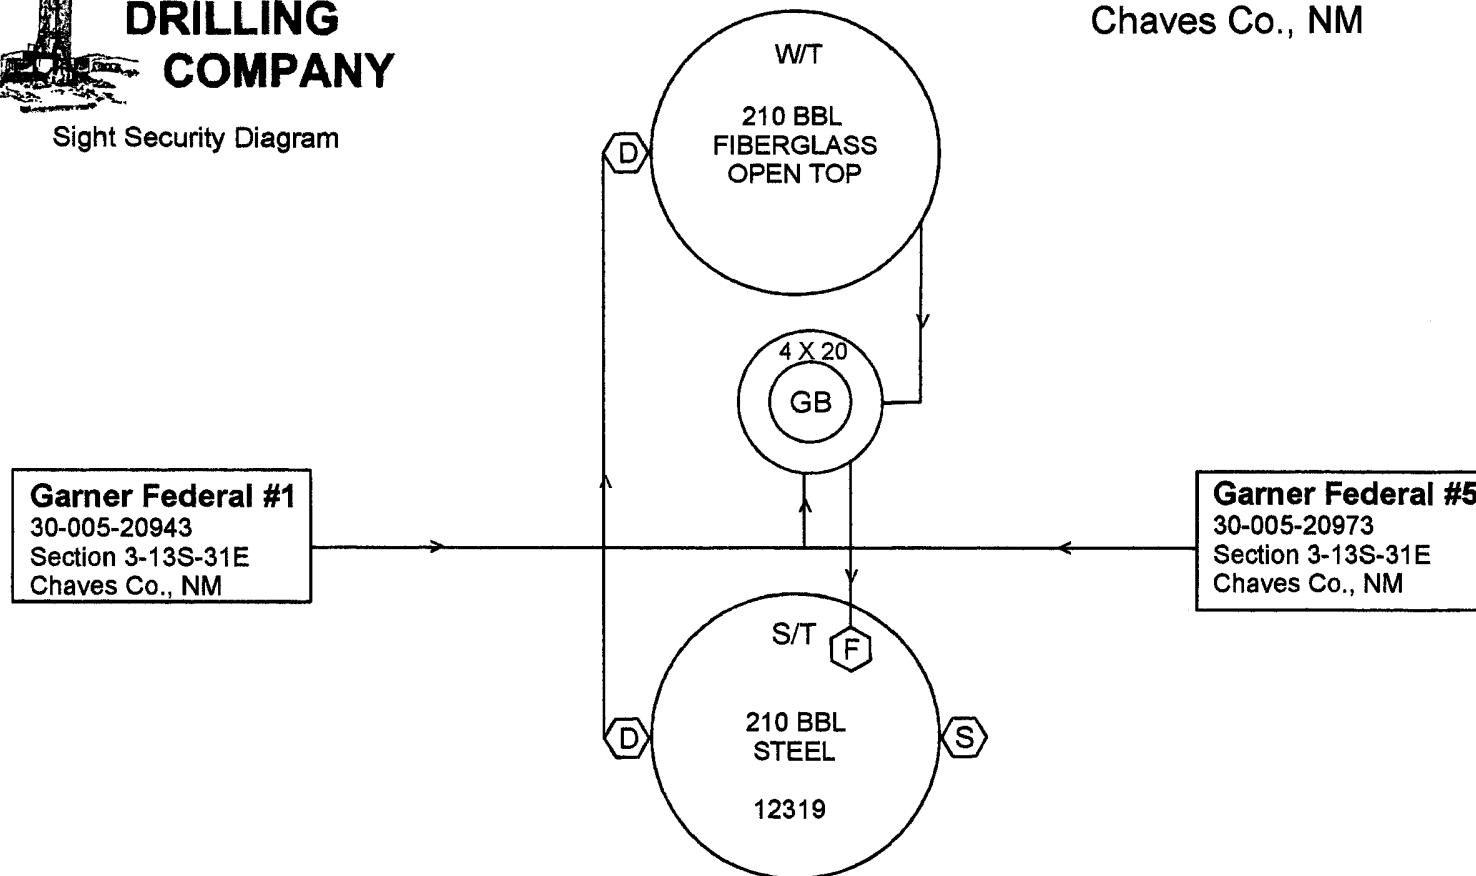 DRILLING
COMPANY
Sight Security Diagram
Chaves Co., NM
W/T
210 BBL
FIBERGLASS
OPEN TOP
D
4 X 20
GB
Garner Federal #1
30-005-20943
Section 3-13S-31E
Chaves Co., NM
Garner Federal #5
30-005-20973
Section 3-13S-31E
Chaves Co., NM
S/T
F
210 BBL
STEEL
12319
D
S